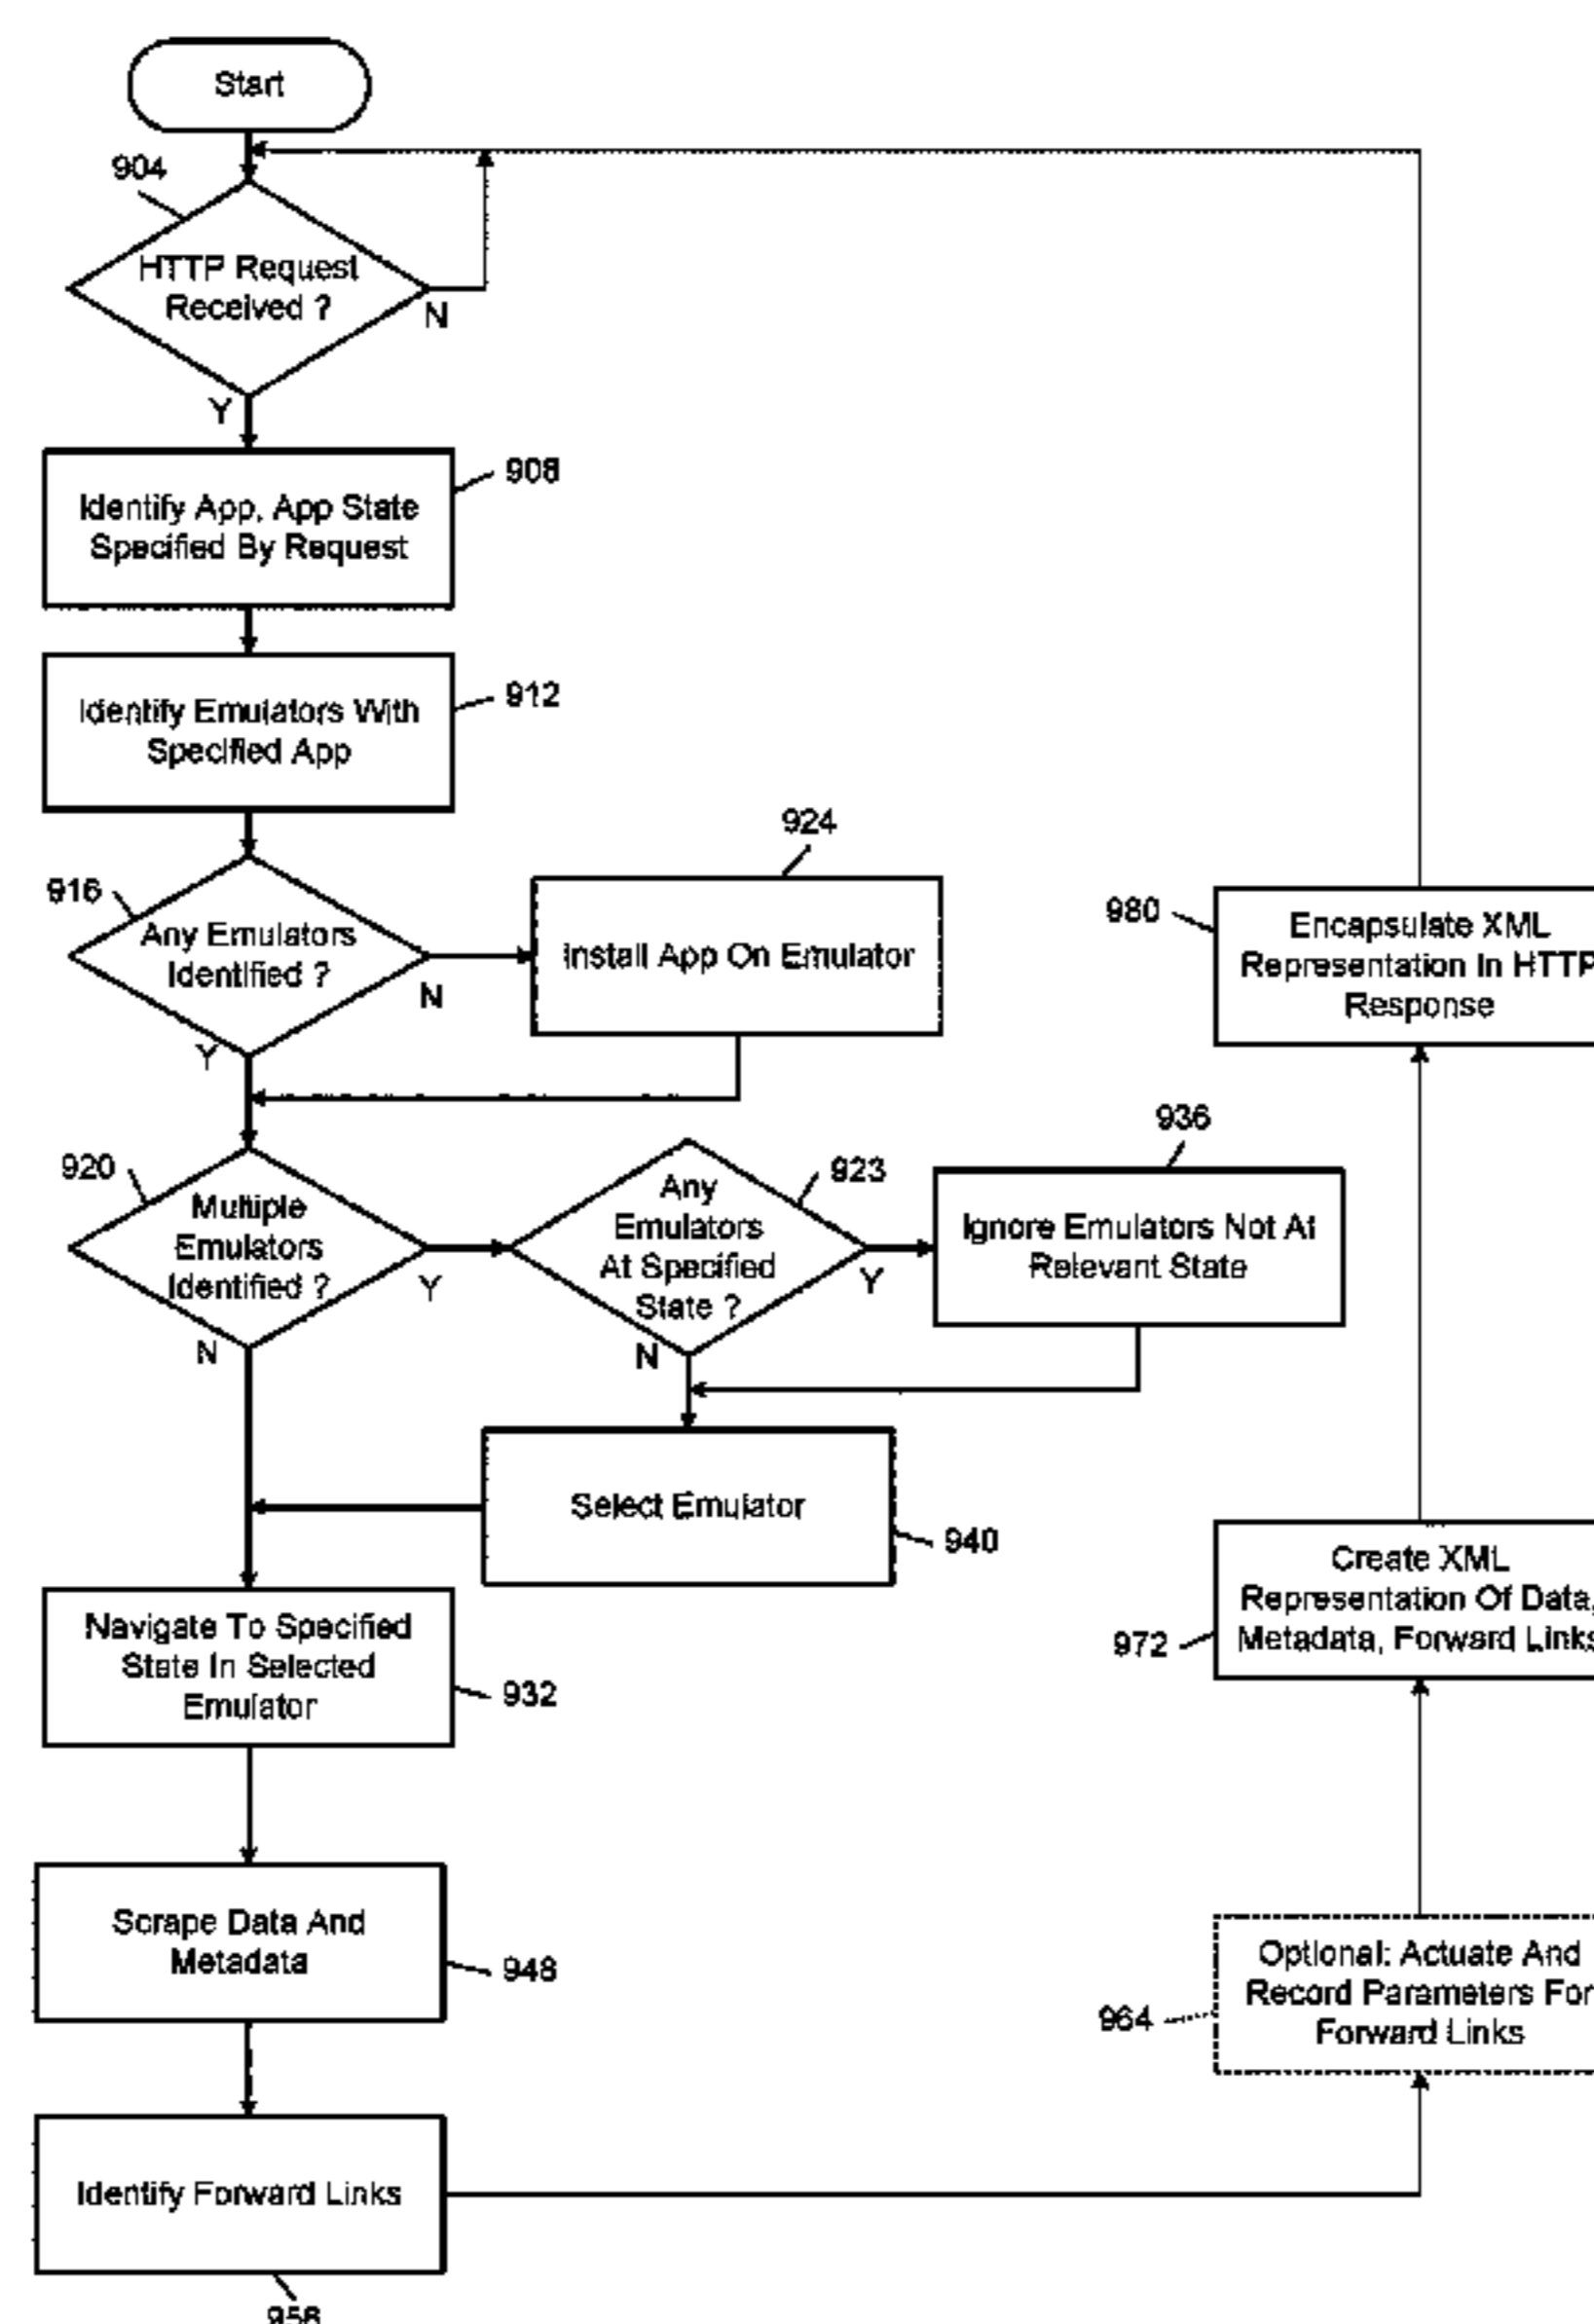 Start
904
HTTP Request
Received ?
N
Y
908
Identify App, App State
Specified By Request
912
Identify Emulators With
Specified App
924
916
Any Emulators
Identified ?
N
Install App On Emulator
Y
980
Encapsulate XML
Representation In HTTP
Response
936
920
Multiple
Emulators
Identified ?
Y
N
923
Any
Emulators
At Specified
State ?
Y
N
Ignore Emulators Not At
Relevant State
Select Emulator
940
Navigate To Specified
State In Selected
Emulator
932
Create XML
Representation Of Data,
Metadata, Forward Links
972
Scrape Data And
Metadata
948
Optional: Actuate And
Record Parameters For
Forward Links
964
Identify Forward Links
956